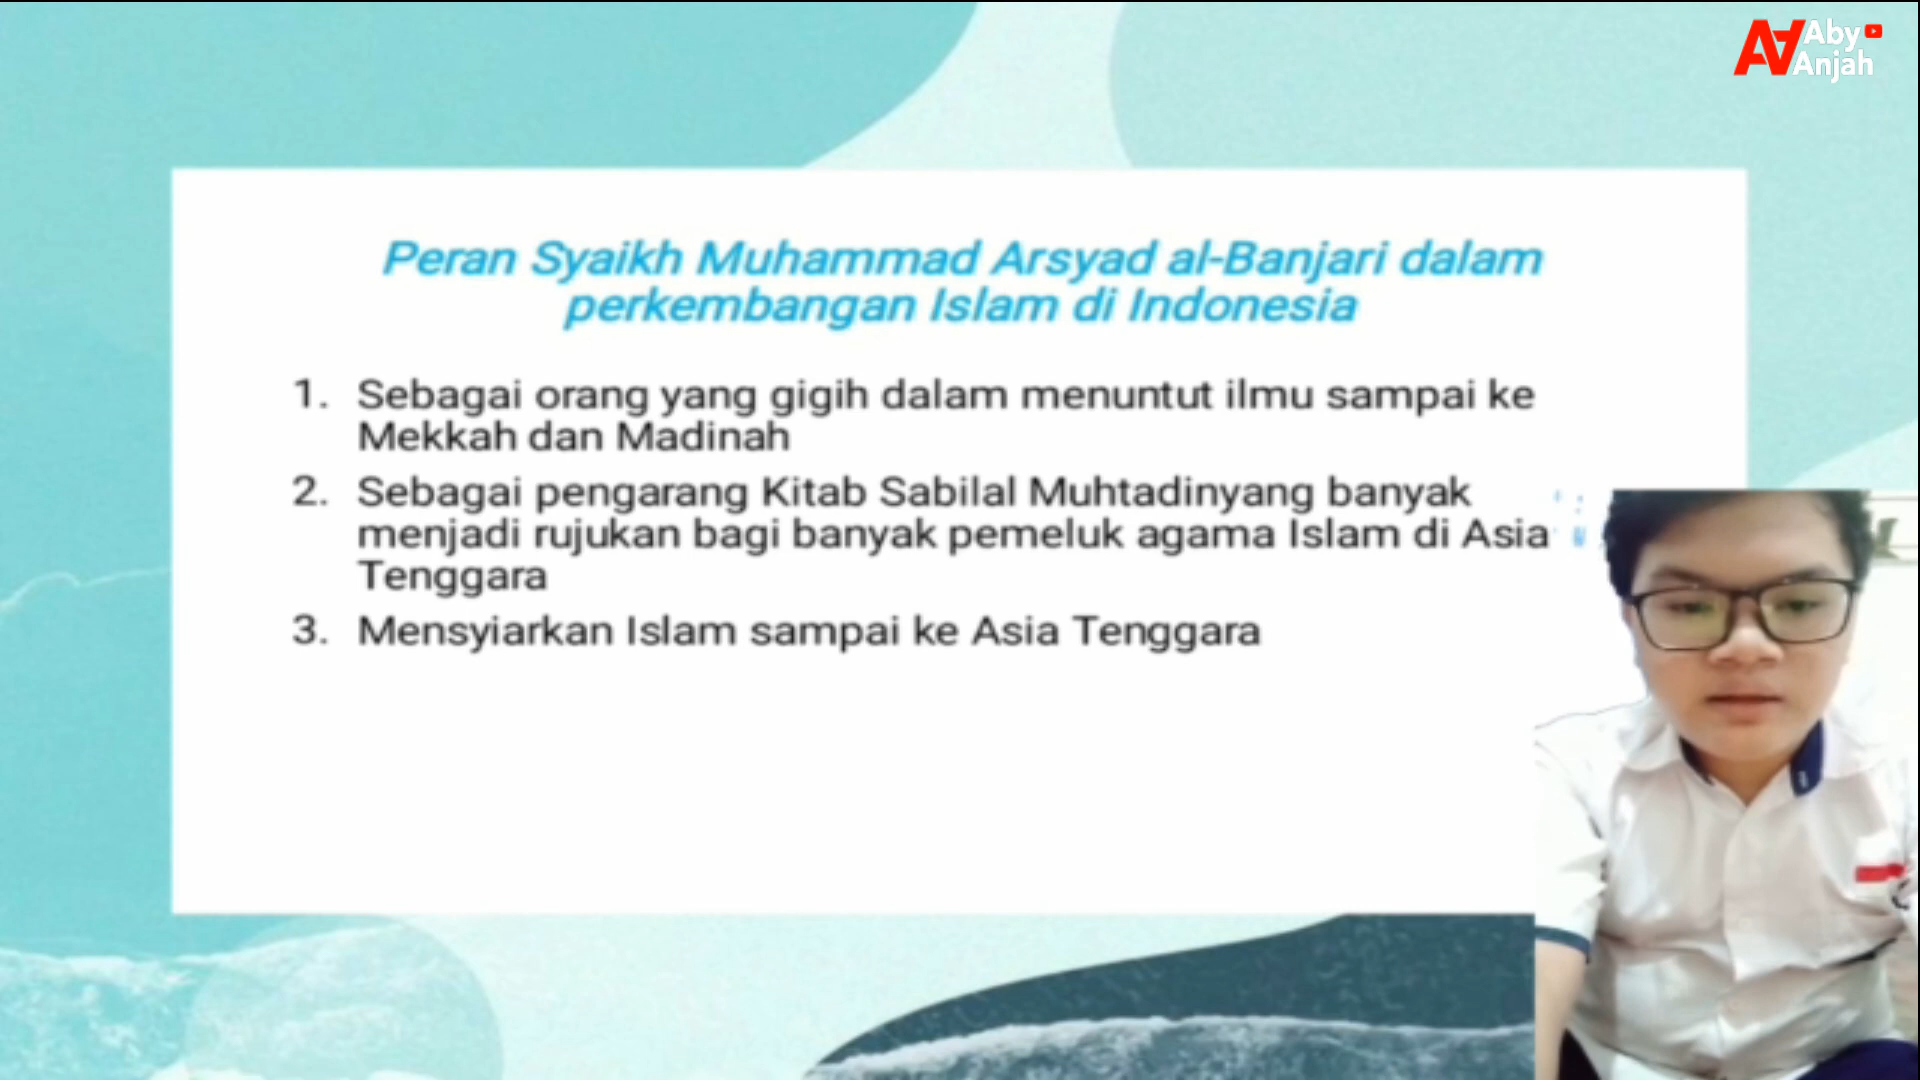 Aby
Anjah
Peran Syaikh Muhammad Arsyad al-Banjari dalam
perkembangan Islam di Indonesia
1. Sebagai orang yang gigih dalam menuntut ilmu sampai ke
Mekkah dan Madinah
2. Sebagai pengarang Kitab Sabilal Muhtadinyang banyak
menjadi rujukan bagi banyak pemeluk agama Islam di Asia
Tenggara
3. Mensyiarkan Islam sampai ke Asia Tenggara